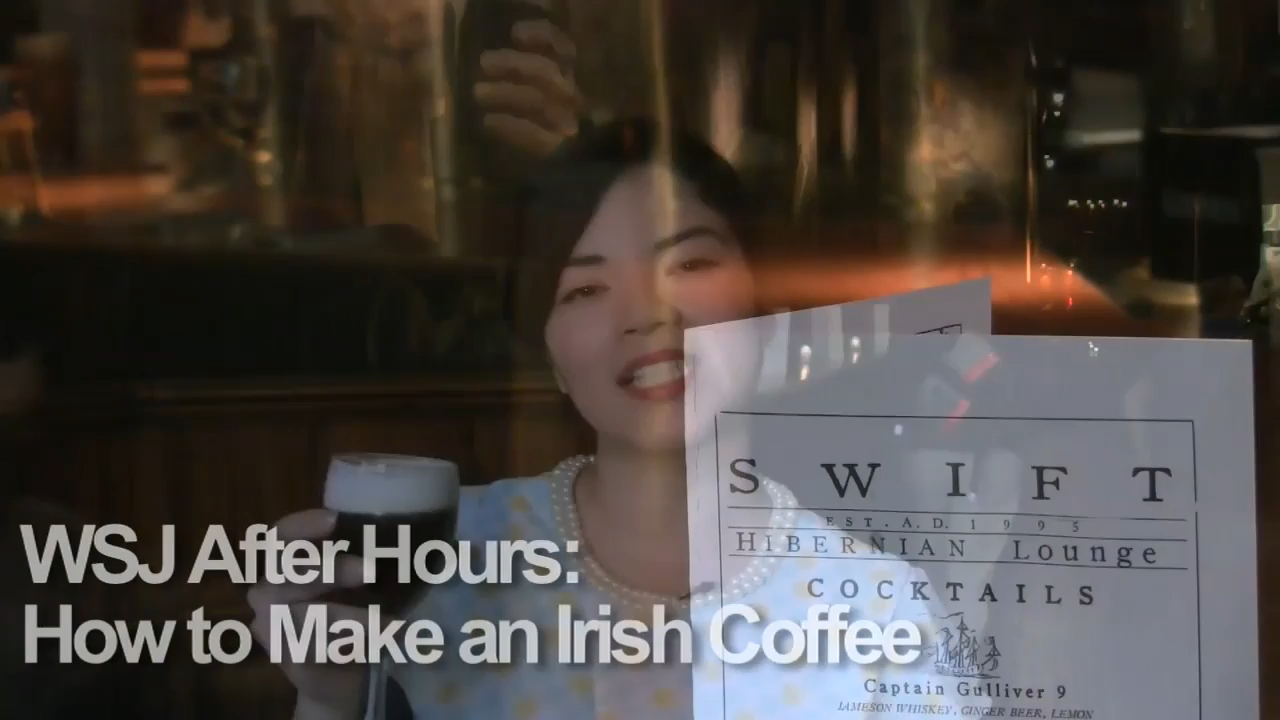 WSJ After Hours:
How to Make an Irish Coffee
SWIFT
EST. A.D. 1995
HIBERNIAN Lounge
COCKTAILS
Captain Gulliver 9
JAMESON WHISKEY, GINGER BEER, LEMON